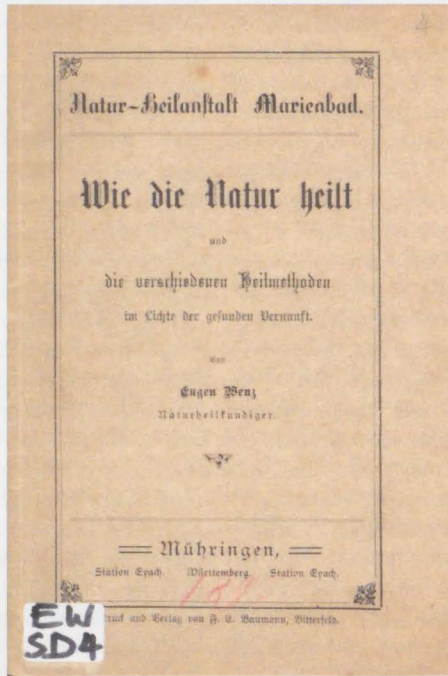 4
Natur-Heilanstalt Marienbad.
Wie die Natur heilt
und
die verschiedenen Heilmethoden
im Lichte der gesunden Vernunft.
Von
Eugen Wenz
Naturheilkundiger.
Mühringen,
Station Eyach. Württemberg. Station Eyach.
Druck und Verlag von F. E. Baumann, Bitterfeld.
EW
SD4